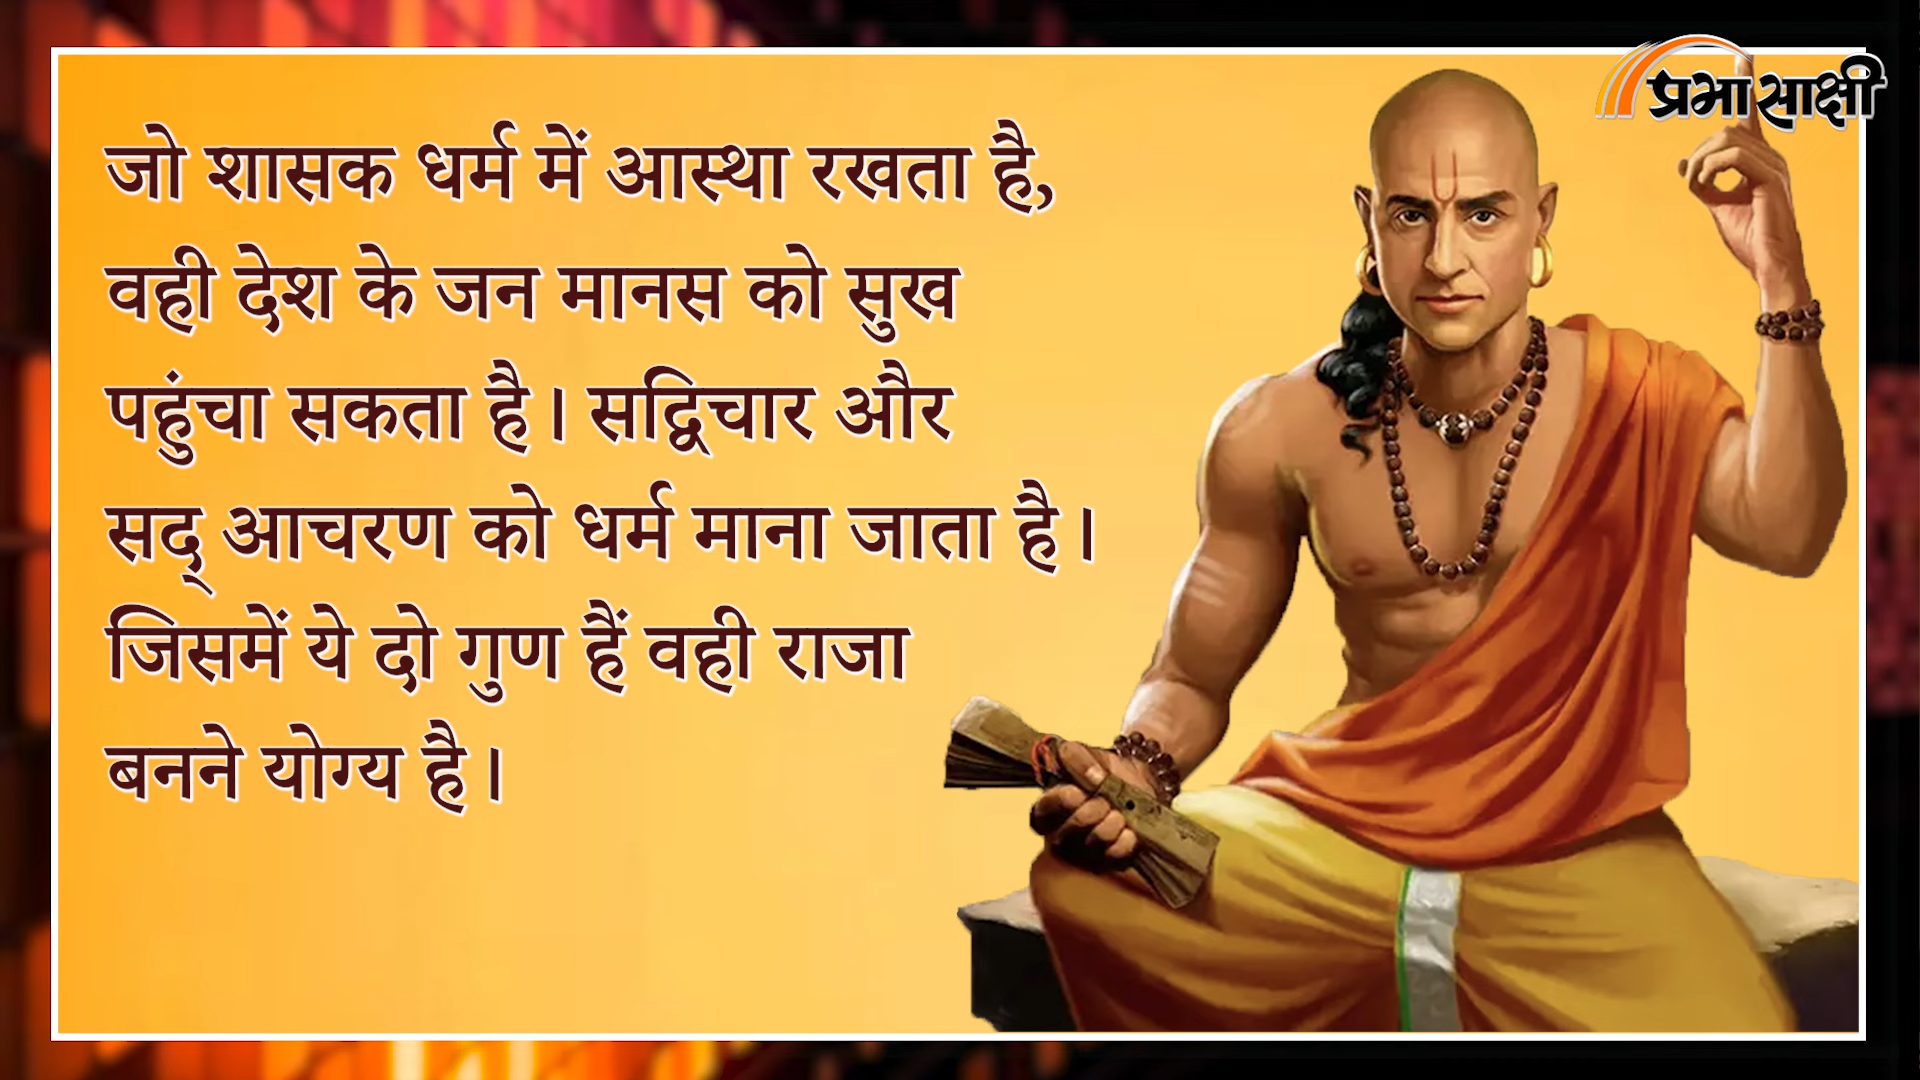 प्रभासाक्षी
जो शासक धर्म में आस्था रखता है,
वही देश के जन मानस को सुख
पहुंचा सकता है। सद्विचार और
सद् आचरण को धर्म माना जाता है।
जिसमें ये दो गुण हैं वही राजा
बनने योग्य है।